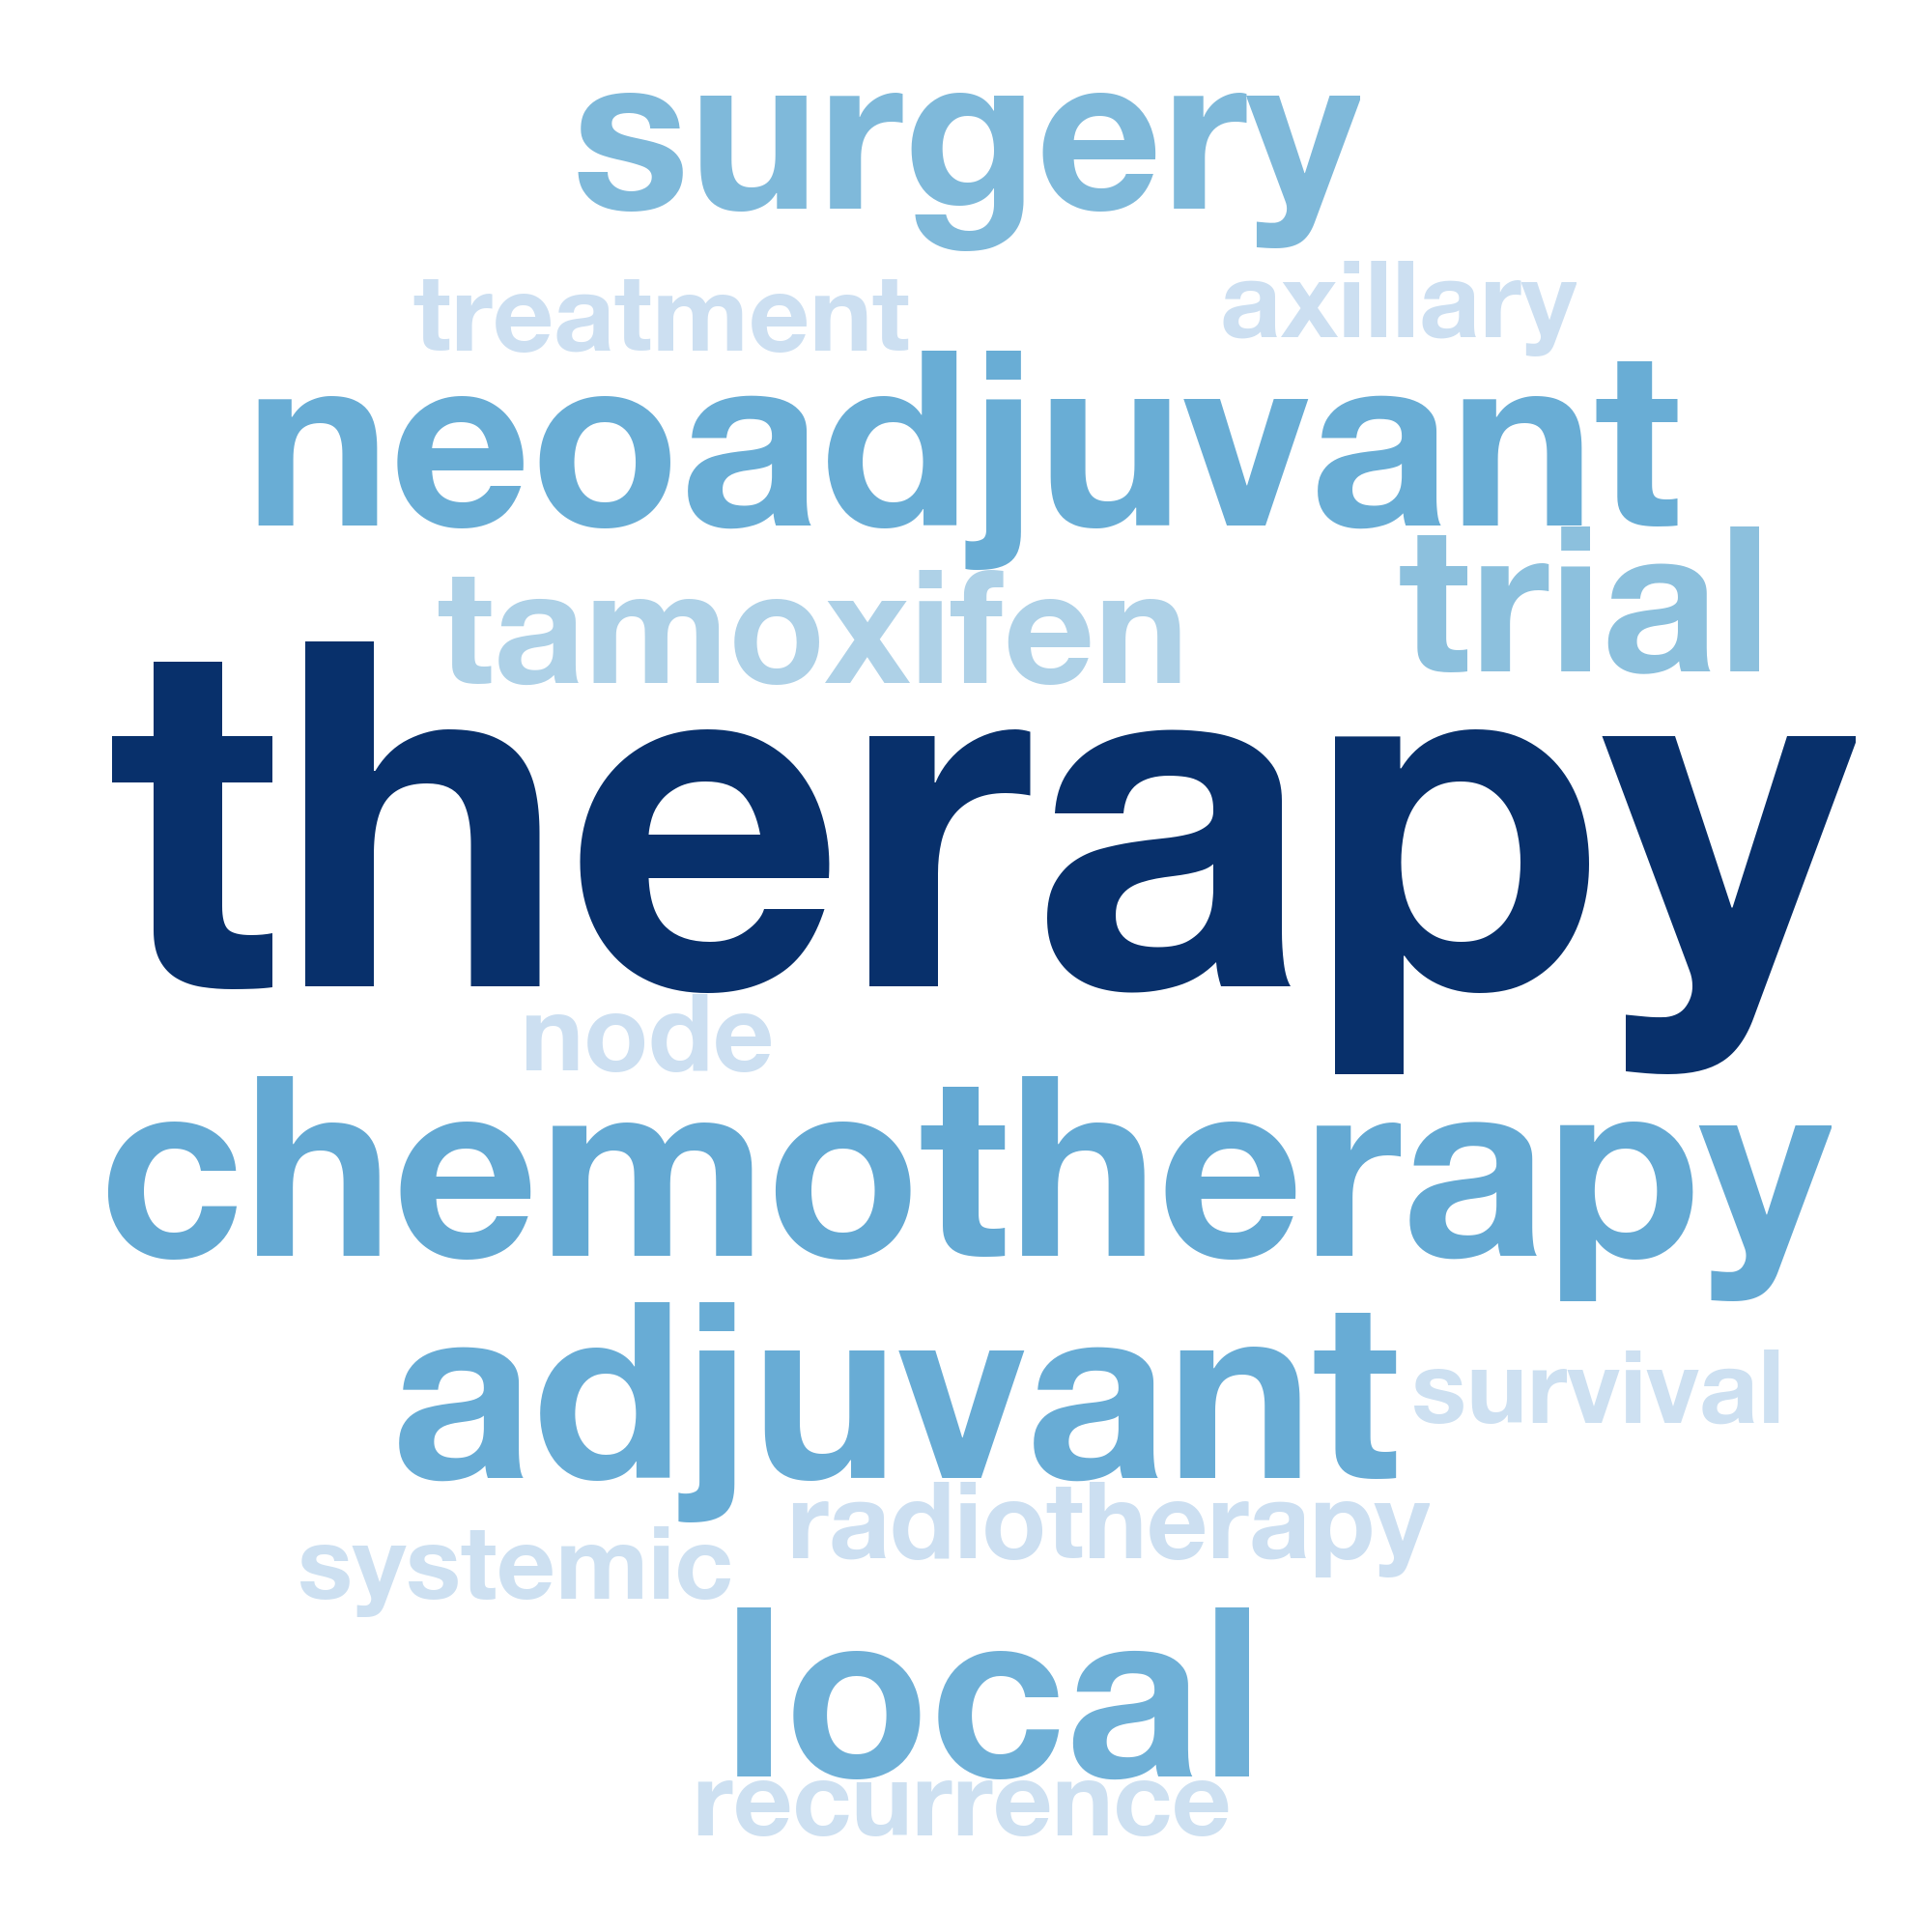 surgery
treatment axillary
neoadjuvant
trial
tamoxifen
therapy
node
chemotherapy
adjuvant
survival
radiotherapy
systemic
local
recurrence